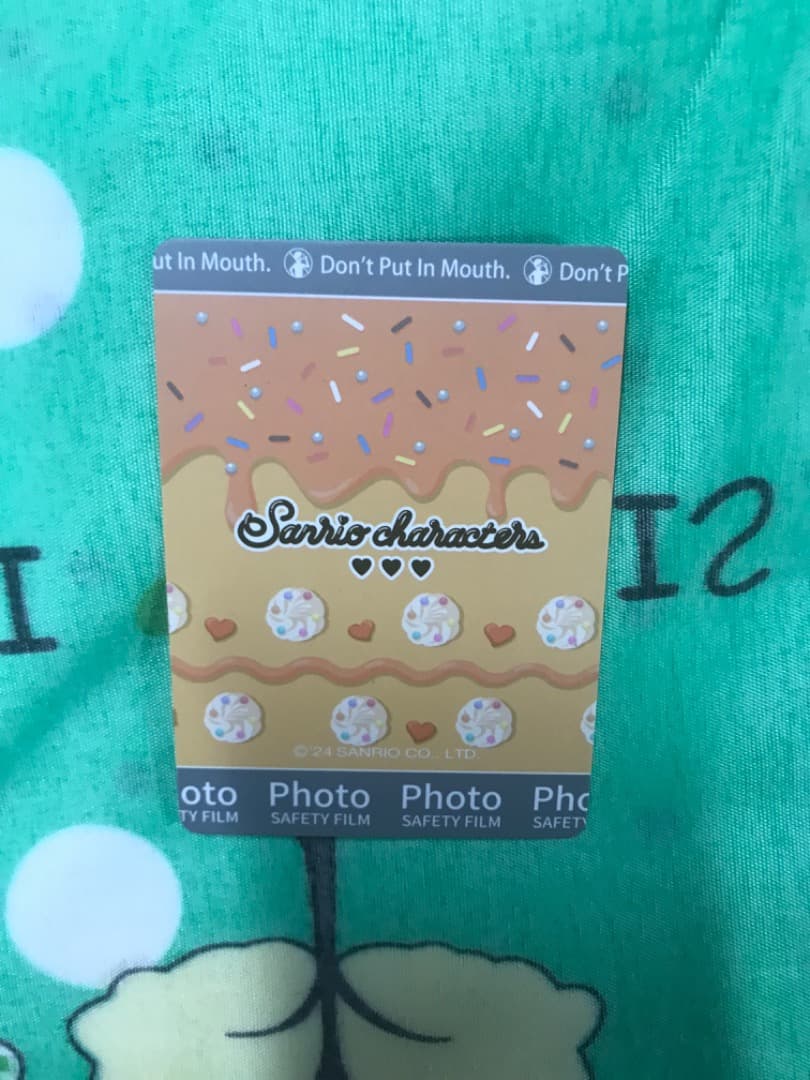 ut In Mouth. Don't Put In Mouth. Don't P
Sanrio characters
©'24 SANRIO CO., LTD.
oto Photo Photo Pho
TY FILM SAFETY FILM SAFETY FILM SAFETY